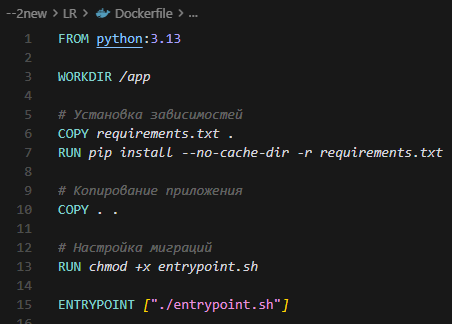 --2new > LR > Dockerfile > ...
1 FROM python:3.13
2
3 WORKDIR /app
4
5 # Установка зависимостей
6 COPY requirements.txt .
7 RUN pip install --no-cache-dir -r requirements.txt
8
9 # Копирование приложения
10 COPY . .
11
12 # Настройка миграций
13 RUN chmod +x entrypoint.sh
14
15 ENTRYPOINT ["./entrypoint.sh"]
16